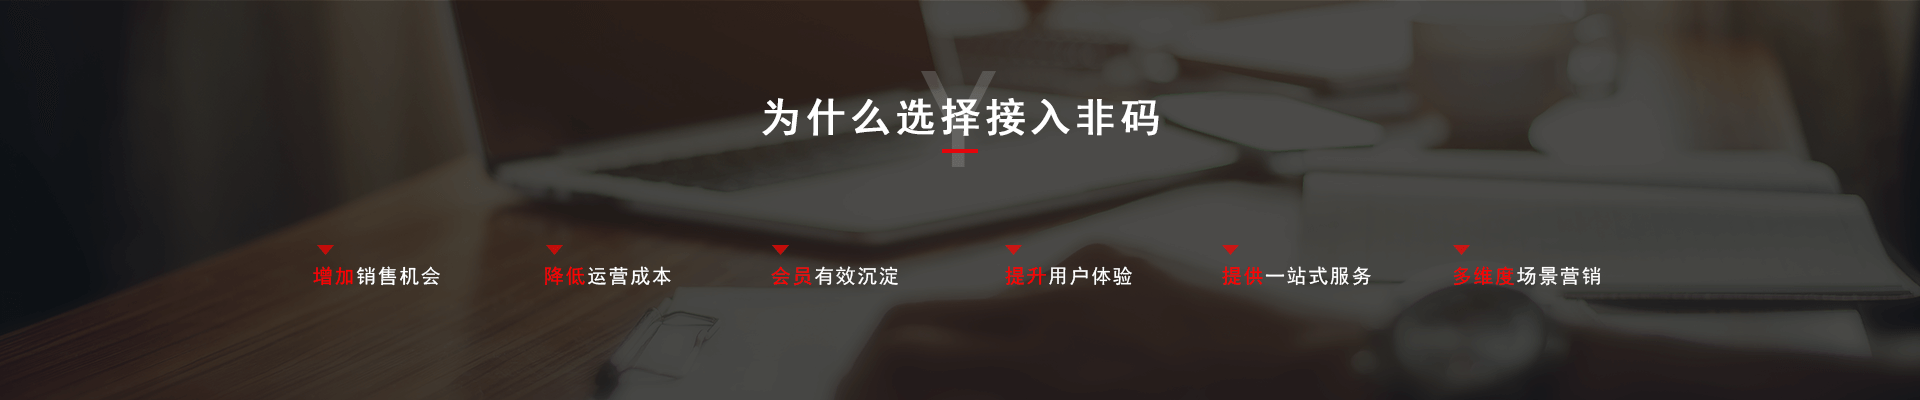 Y
为什么选择接入非码
增加销售机会
降低运营成本
会员有效沉淀
提升用户体验
提供一站式服务
多维度场景营销